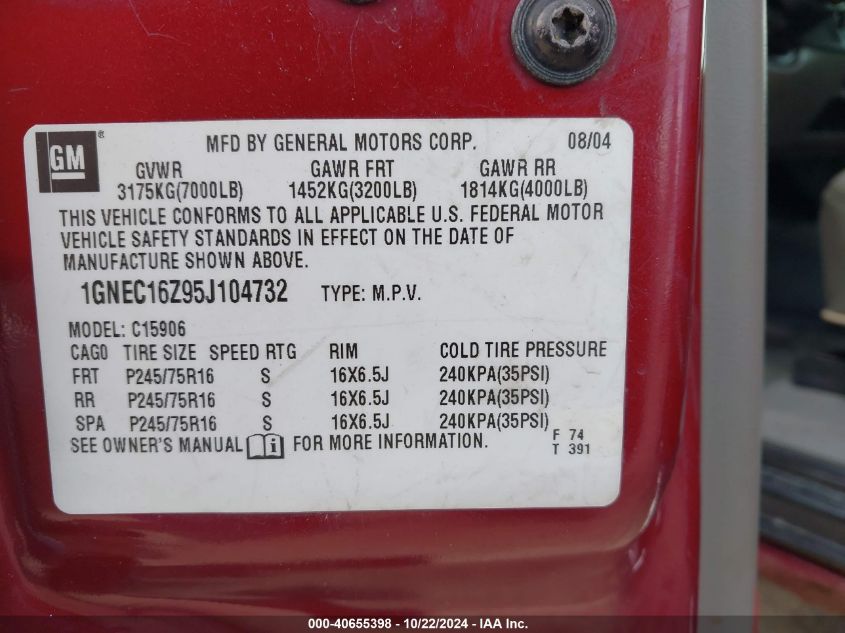 GM® MFD BY GENERAL MOTORS CORP. 08/04
GVWR GAWR FRT GAWR RR
3175KG(7000LB) 1452KG(3200LB) 1814KG(4000LB)
THIS VEHICLE CONFORMS TO ALL APPLICABLE U.S. FEDERAL MOTOR
VEHICLE SAFETY STANDARDS IN EFFECT ON THE DATE OF
MANUFACTURE SHOWN ABOVE.
1GNEC16Z95J104732 TYPE: M.P.V.
MODEL: C15906
CAGO TIRE SIZE SPEED RTG RIM COLD TIRE PRESSURE
FRT P245/75R16 S 16X6.5J 240KPA(35PSI)
RR P245/75R16 S 16X6.5J 240KPA(35PSI)
SPA P245/75R16 S 16X6.5J 240KPA(35PSI)
SEE OWNER'S MANUAL i FOR MORE INFORMATION.
F 74
T 391
000-40655398 - 10/22/2024 - IAA Inc.